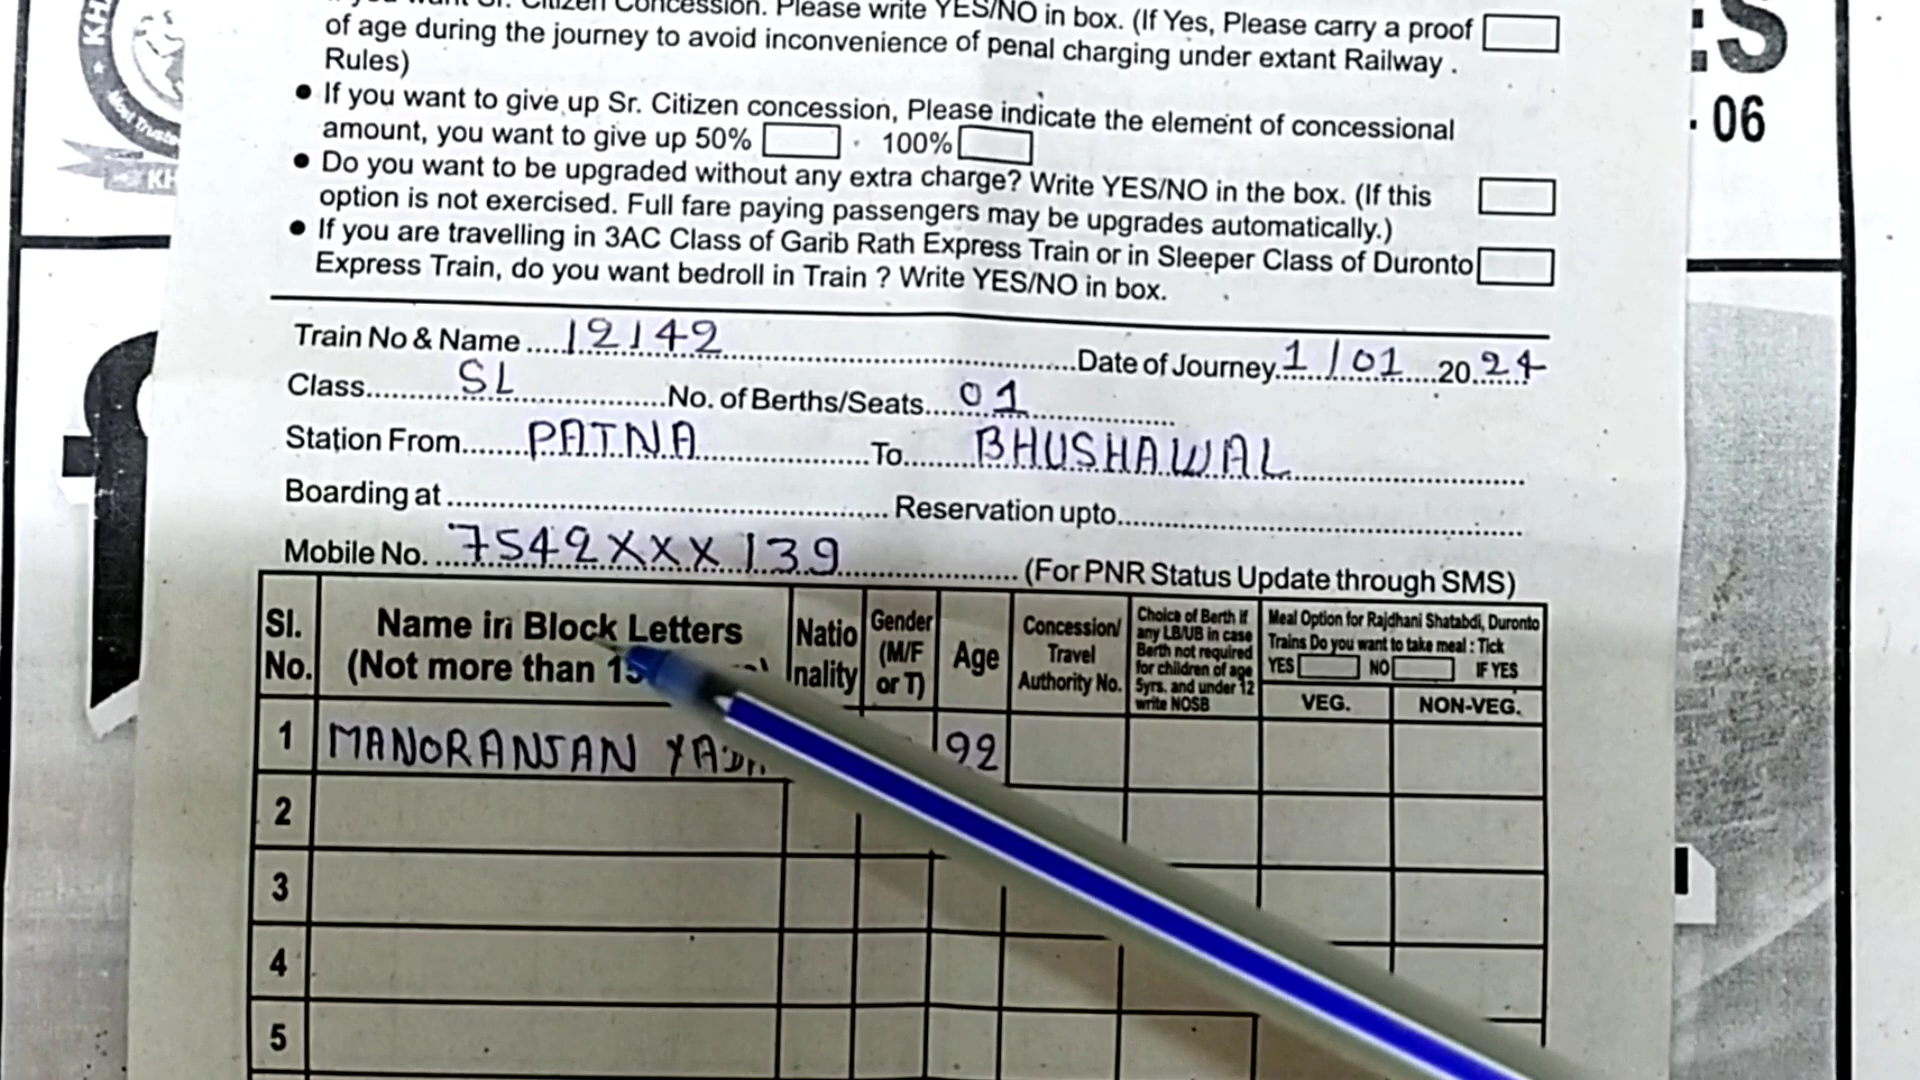 Citizen Concession. Please write YES/NO in box. (If Yes, Please carry a proof
of age during the journey to avoid inconvenience of penal charging under extant Railway .
Rules)
● If you want to give up Sr. Citizen concession, Please indicate the element of concessional
amount, you want to give up 50% 100%
● Do you want to be upgraded without any extra charge? Write YES/NO in the box. (If this
option is not exercised. Full fare paying passengers may be upgrades automatically.)
● If you are travelling in 3AC Class of Garib Rath Express Train or in Sleeper Class of Duronto
Express Train, do you want bedroll in Train ? Write YES/NO in box.
Train No & Name ....12142.... Date of Journey 1/01 2024
Class.... SL .... No. of Berths/Seats.... 01
Station From.... PATNA .... To.... BHUSHAWAL
Boarding at .... Reservation upto....
Mobile No. ....7542XXX139.... (For PNR Status Update through SMS)
Sl. No. Name in Block Letters (Not more than
Natio nality
Gender (M/F or T)
Age
Concession/ Travel Authority No.
Choice of Berth if any LB/UB in case Berth not required for children of age 5yrs. and under 12 write NOSB
Meal Option for Rajdhani Shatabdi, Duronto Trains Do you want to take meal : Tick
YES NO IF YES
VEG. NON-VEG.
1 MANORANJAN 
2
3
4
5
ES
- 06
KH
Most